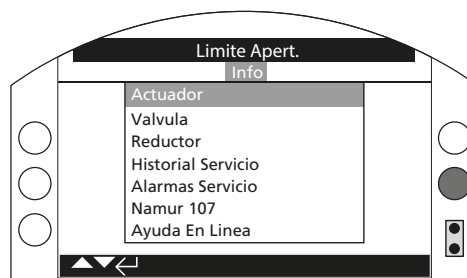 Limite Apert.
Info
Actuador
Valvula
Reductor
Historial Servicio
Alarmas Servicio
Namur 107
Ayuda En Linea